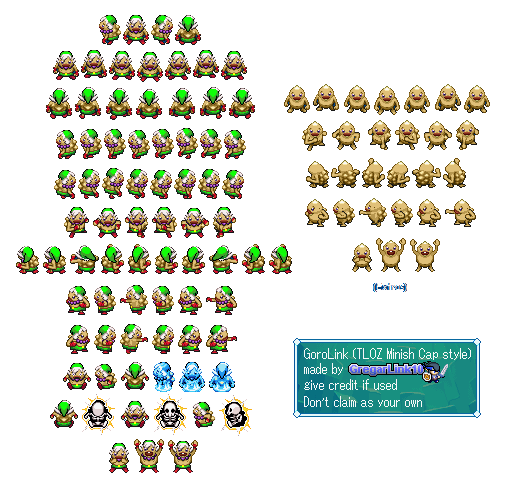 GoroLink (TLOZ Minish Cap style)
made by GregarLink10
give credit if used
Don't claim as your own